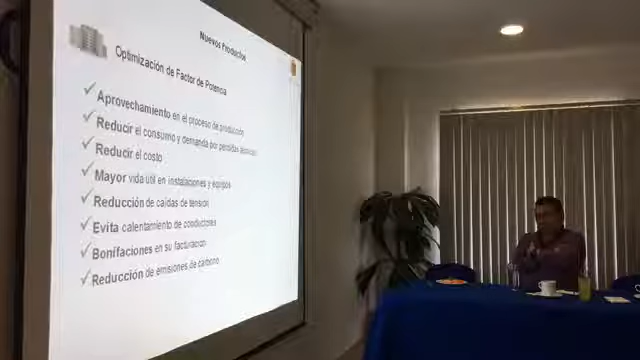 Nuevos Productos
Optimización de Factor de Potencia
✓ Aprovechamiento en el proceso de producción
✓ Reducir el consumo y demanda por perdidas
✓ Reducir el costo
✓ Mayor vida útil en instalaciones y equipos
✓ Reducción de caídas de tensión
✓ Evita calentamiento de conductores
✓ Bonifaciones en su facturación
✓ Reducción de emisiones de carbono